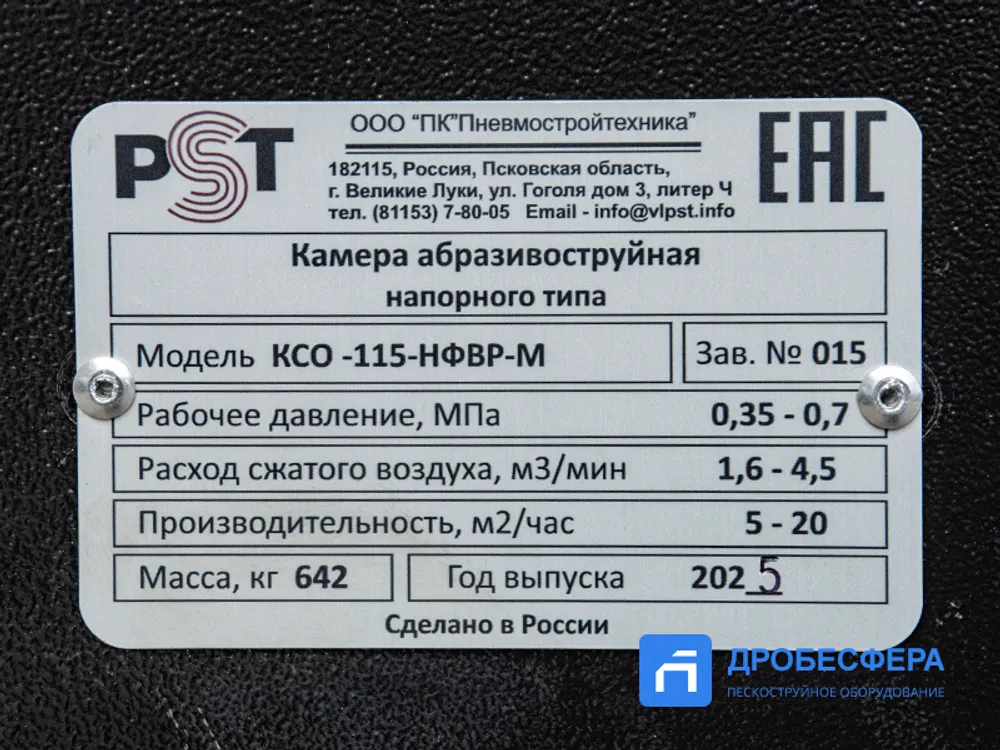 PST
ООО "ПК"Пневмостройтехника"
182115, Россия, Псковская область,
г. Великие Луки, ул. Гоголя дом 3, литер Ч
тел. (81153) 7-80-05 Email - info@vlpst.info
ЕАС
Камера абразивоструйная
напорного типа
Модель КСО -115-НФВР-М
Зав. № 015
Рабочее давление, МПа 0,35 - 0,7
Расход сжатого воздуха, м3/мин 1,6 - 4,5
Производительность, м2/час 5 - 20
Масса, кг 642
Год выпуска 202_5
Сделано в России
ДРОБЕСФЕРА
ПЕСКОСТРУЙНОЕ ОБОРУДОВАНИЕ